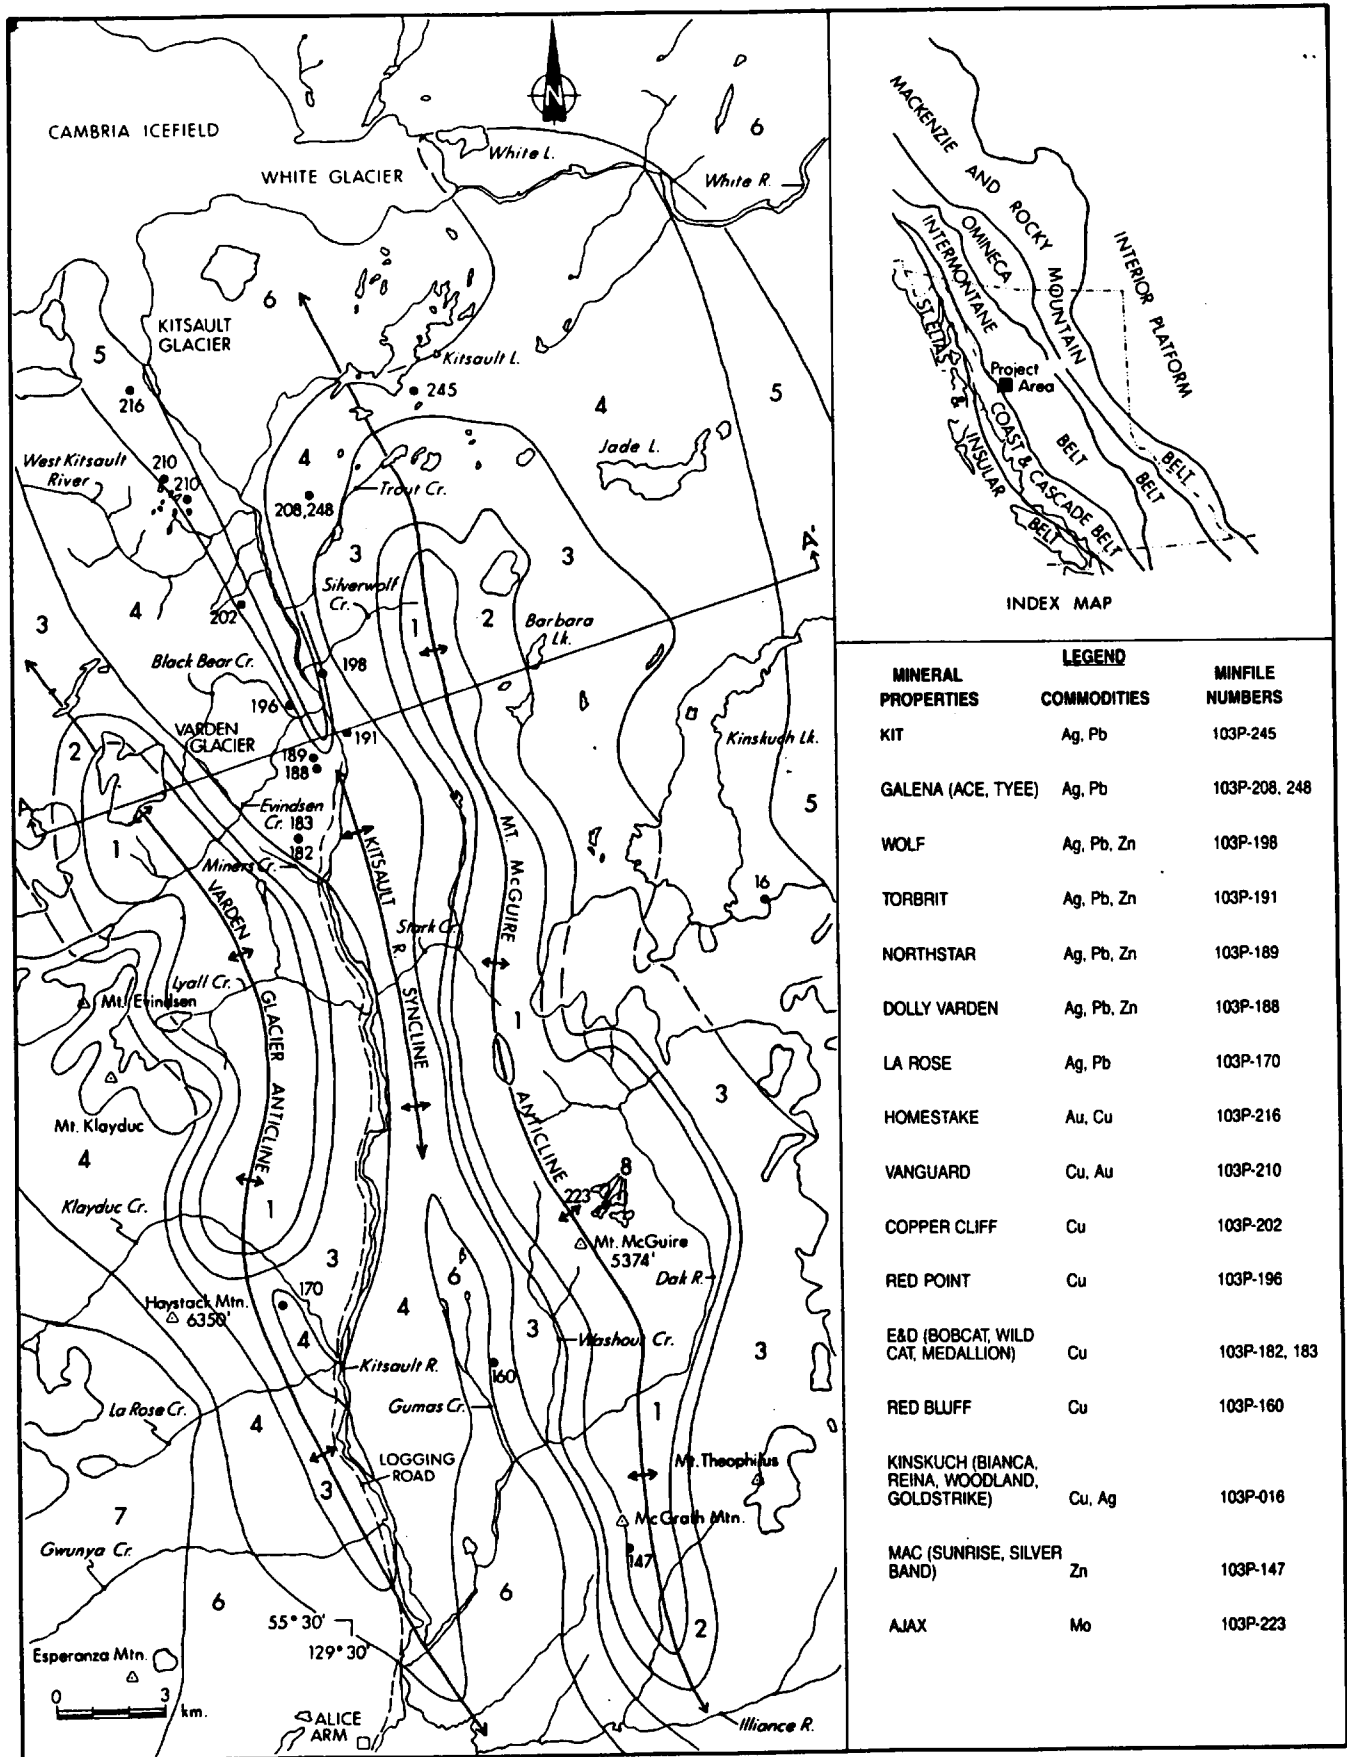 CAMBRIA ICEFIELD
WHITE GLACIER
N
White L.
White R.
6
6
KITSAULT
GLACIER
5
216
Kitsault L.
245
4
5
Jade L.
West Kitsault
River
210
210
4
208,248
Trout Cr.
3
3
Silverwolf
Cr.
1
2
Barbara
Lk.
A'
3
4
202
Black Bear Cr.
198
196
VARDEN
GLACIER
191
189
188
Kinskuch Lk.
2
5
A
Evindsen
Cr.
183
182
Miners Cr.
1
16
KITSAULT
R.
SYNCLINE
MT.
McGUIRE
ANTICLINE
VARDEN
GLACIER
ANTICLINE
Stark Cr.
Lyall Cr.
Mt. Evindsen
1
3
Mt. Klayduc
4
Klayduc Cr.
1
8
223
Mt. McGuire
5374'
Dak R.
3
170
Haystack Mtn.
6350'
4
6
4
3
Washout Cr.
3
Kitsault R.
160
Gumas Cr.
La Rose Cr.
4
1
LOGGING
ROAD
Mt. Theophilus
3
7
McGrath Mtn.
Gwunya Cr.
147
6
6
55° 30'
129° 30'
2
Esperanza Mtn.
0 3
km.
ALICE
ARM
Illiance R.
MACKENZIE AND ROCKY MOUNTAIN BELT
INTERIOR PLATFORM
OMINECA BELT
INTERMONTANE BELT
ST. ELIAS & INSULAR BELT
COAST & CASCADE BELT
Project
Area
INDEX MAP
LEGEND
MINERAL PROPERTIES COMMODITIES MINFILE NUMBERS
KIT Ag, Pb 103P-245
GALENA (ACE, TYEE) Ag, Pb 103P-208, 248
WOLF Ag, Pb, Zn 103P-198
TORBRIT Ag, Pb, Zn 103P-191
NORTHSTAR Ag, Pb, Zn 103P-189
DOLLY VARDEN Ag, Pb, Zn 103P-188
LA ROSE Ag, Pb 103P-170
HOMESTAKE Au, Cu 103P-216
VANGUARD Cu, Au 103P-210
COPPER CLIFF Cu 103P-202
RED POINT Cu 103P-196
E&D (BOBCAT, WILD
CAT, MEDALLION) Cu 103P-182, 183
RED BLUFF Cu 103P-160
KINSKUCH (BIANCA,
REINA, WOODLAND,
GOLDSTRIKE) Cu, Ag 103P-016
MAC (SUNRISE, SILVER
BAND) Zn 103P-147
AJAX Mo 103P-223